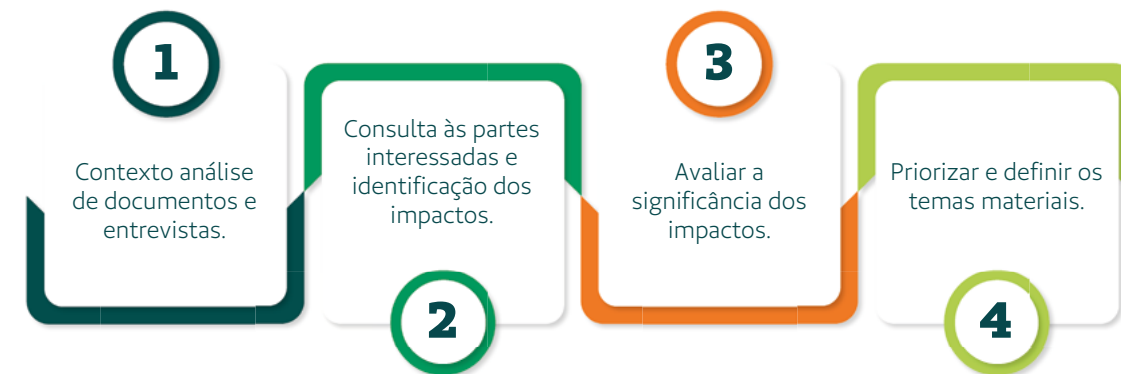 1
Contexto análise
de documentos e
entrevistas.
Consulta às partes
interessadas e
identificação dos
impactos.
2
3
Avaliar a
significância dos
impactos.
Priorizar e definir os
temas materiais.
4